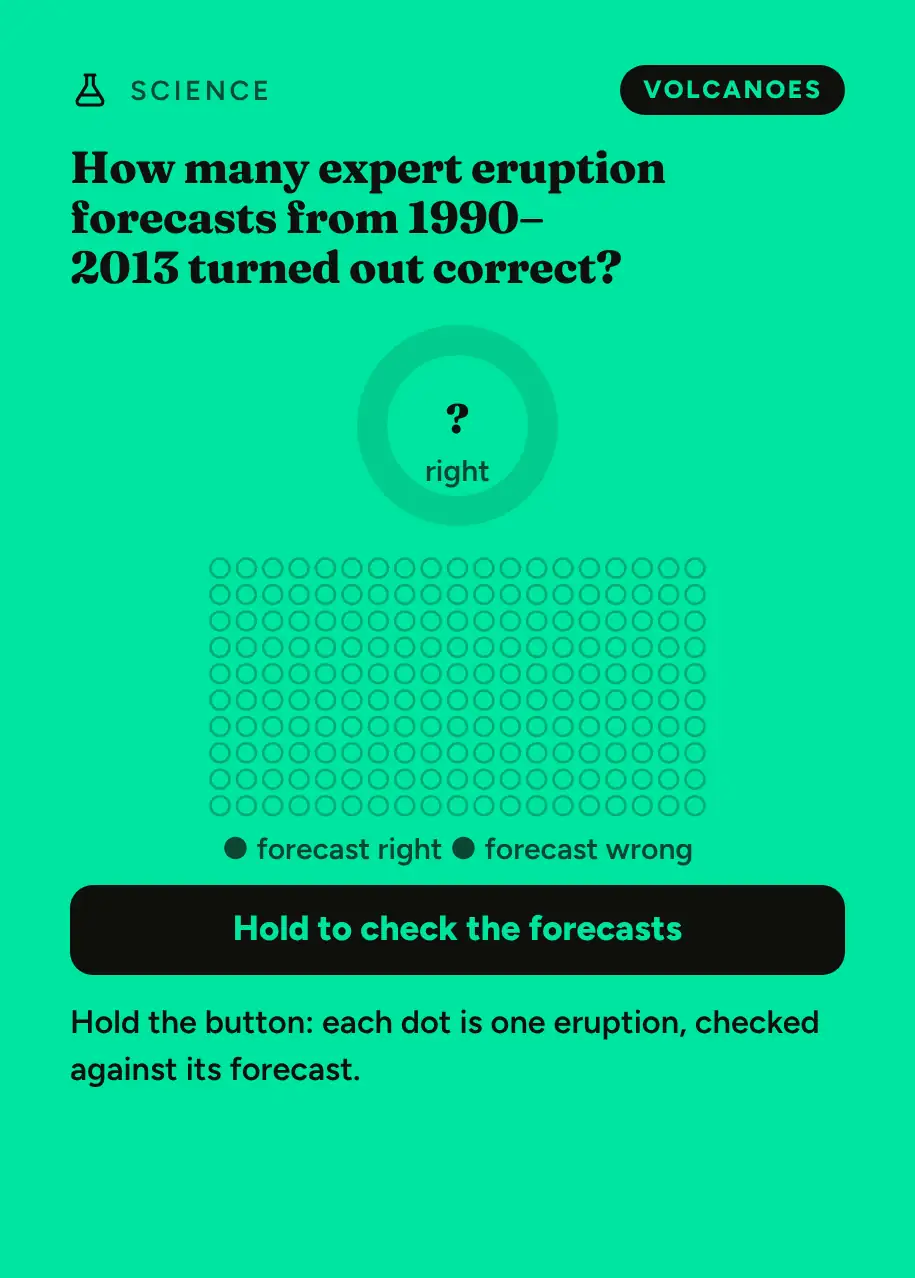 SCIENCE
VOLCANOES
How many expert eruption
forecasts from 1990–
2013 turned out correct?
?
right
forecast right
forecast wrong
Hold to check the forecasts
Hold the button: each dot is one eruption, checked
against its forecast.